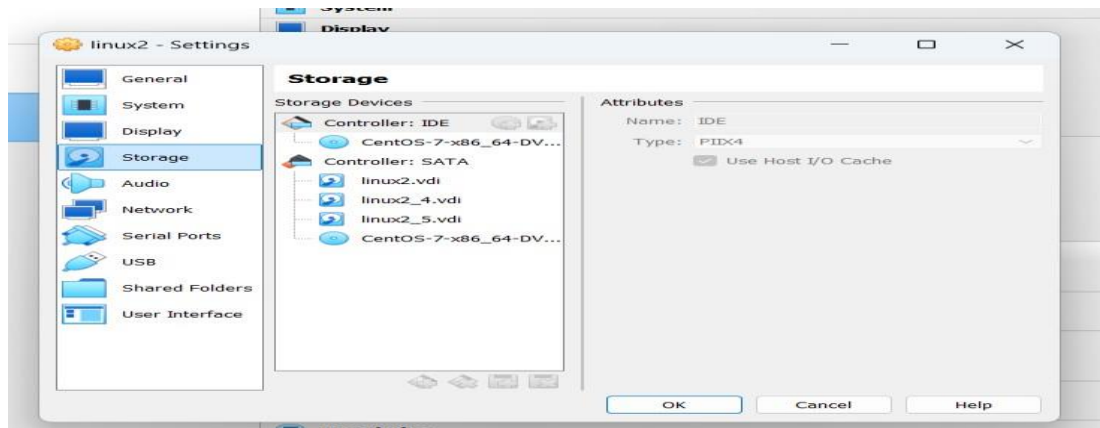 System
Display
linux2 - Settings
General
System
Display
Storage
Audio
Network
Serial Ports
USB
Shared Folders
User Interface
Storage
Storage Devices
Controller: IDE
CentOS-7-x86_64-DV...
Controller: SATA
linux2.vdi
linux2_4.vdi
linux2_5.vdi
CentOS-7-x86_64-DV...
Attributes
Name: IDE
Type: PIIX4
Use Host I/O Cache
OK
Cancel
Help